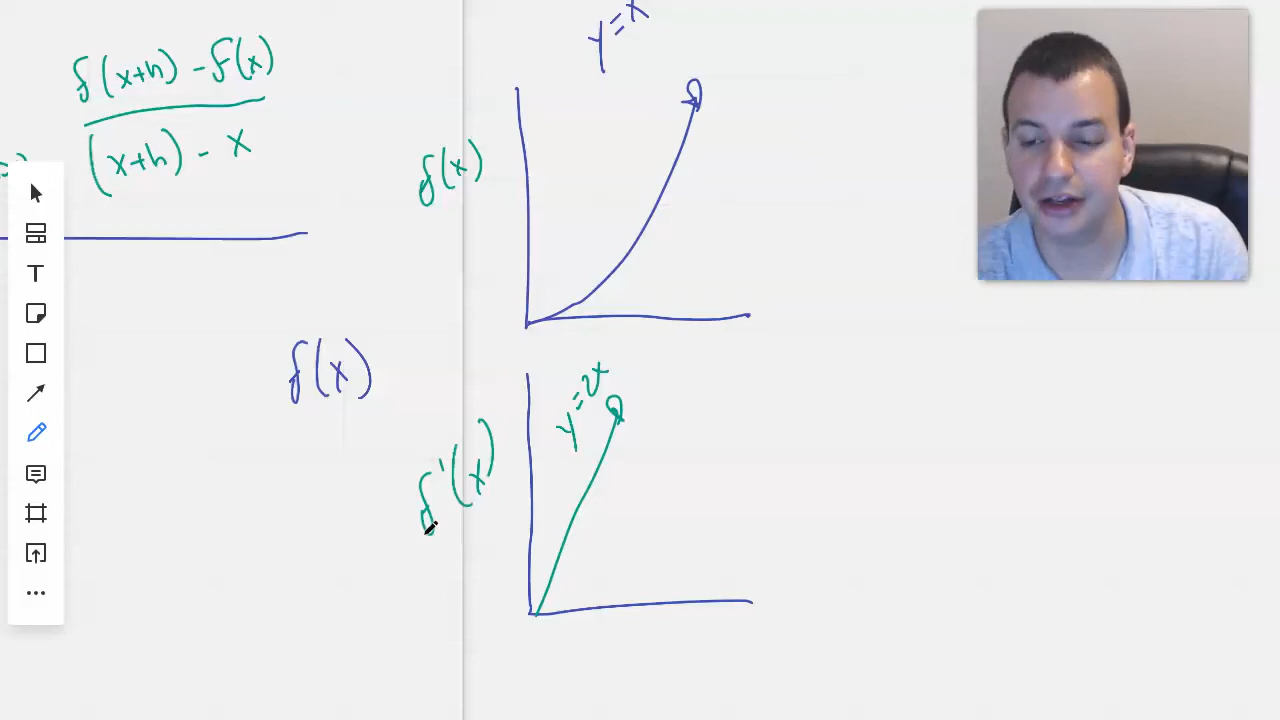 f(x+h) - f(x)
(x+h) - x
y = x
f(x)
f(x)
y = 2x
f'(x)
T